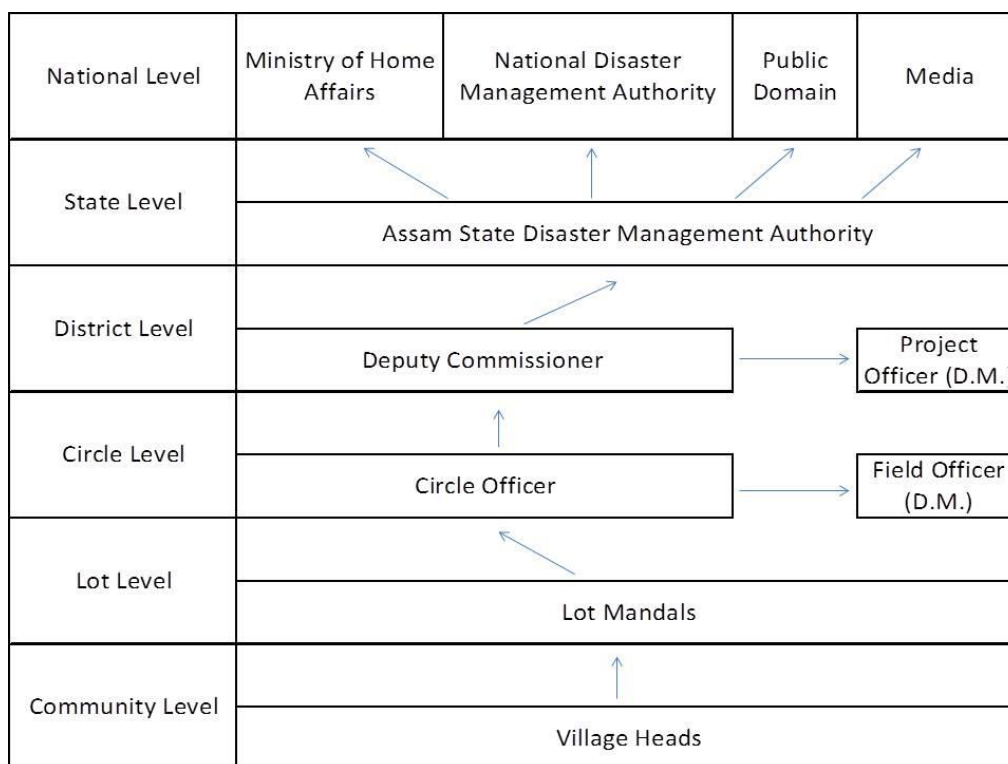 National Level
Ministry of Home
Affairs
National Disaster
Management Authority
Public
Domain
Media
State Level
Assam State Disaster Management Authority
District Level
Deputy Commissioner
Project
Officer (D.M.)
Circle Level
Circle Officer
Field Officer
(D.M.)
Lot Level
Lot Mandals
Community Level
Village Heads